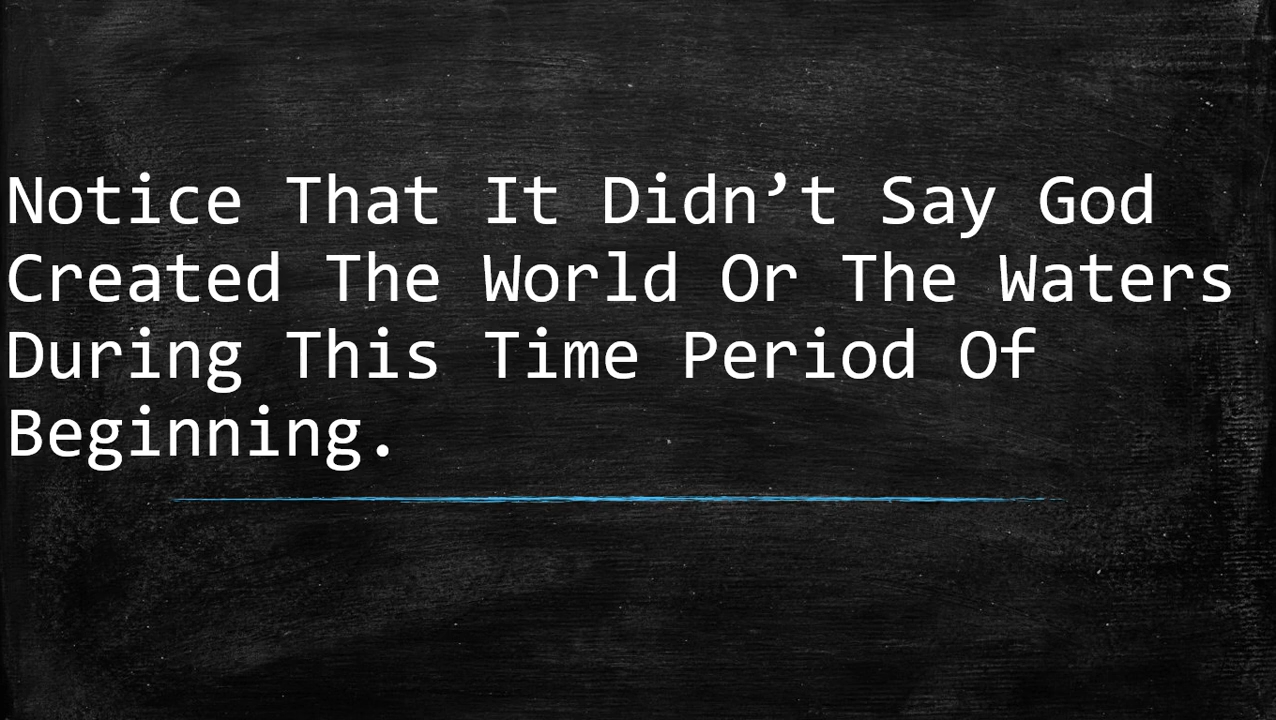 Notice That It Didn’t Say God
Created The World Or The Waters
During This Time Period Of
Beginning.